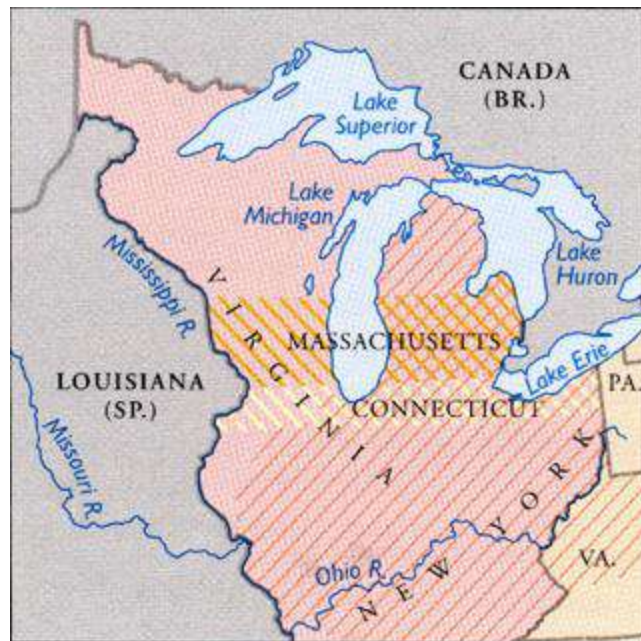 CANADA
(BR.)
Lake
Superior
Lake
Michigan
Lake
Huron
Mississippi R.
VIRGINIA
MASSACHUSETTS
Lake Erie
LOUISIANA
(SP.)
CONNECTICUT
PA.
Missouri R.
NEW YORK
Ohio R.
VA.